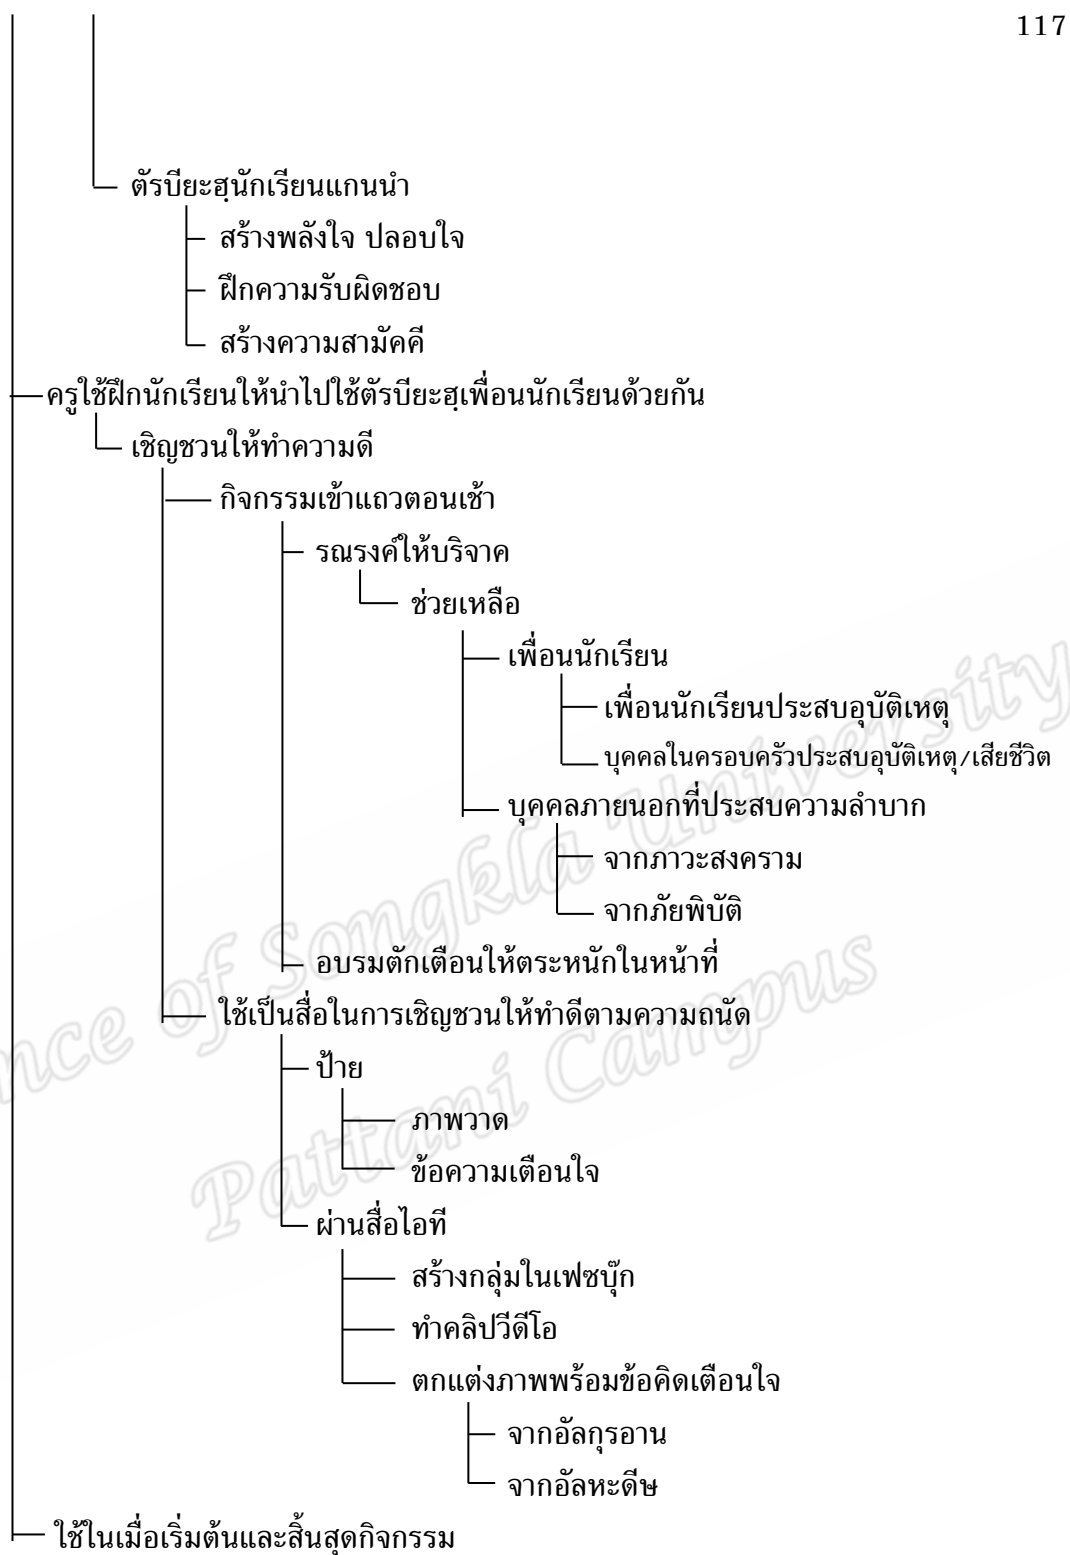 117
ตัรบียะฮฺนักเรียนแกนนำ
สร้างพลังใจ ปลอบใจ
ฝึกความรับผิดชอบ
สร้างความสามัคคี
ครูใช้ฝึกนักเรียนให้นำไปใช้ตัรบียะฮฺเพื่อนนักเรียนด้วยกัน
เชิญชวนให้ทำความดี
กิจกรรมเข้าแถวตอนเช้า
รณรงค์ให้บริจาค
ช่วยเหลือ
เพื่อนนักเรียน
เพื่อนนักเรียนประสบอุบัติเหตุ
บุคคลในครอบครัวประสบอุบัติเหตุ/เสียชีวิต
บุคคลภายนอกที่ประสบความลำบาก
จากภาวะสงคราม
จากภัยพิบัติ
อบรมตักเตือนให้ตระหนักในหน้าที่
ใช้เป็นสื่อในการเชิญชวนให้ทำดีตามความถนัด
ป้าย
ภาพวาด
ข้อความเตือนใจ
ผ่านสื่อไอที
สร้างกลุ่มในเฟซบุ๊ก
ทำคลิปวีดีโอ
ตกแต่งภาพพร้อมข้อคิดเตือนใจ
จากอัลกุรอาน
จากอัลหะดีษ
ใช้ในเมื่อเริ่มต้นและสิ้นสุดกิจกรรม
nce of Songkla University
Pattani Campus